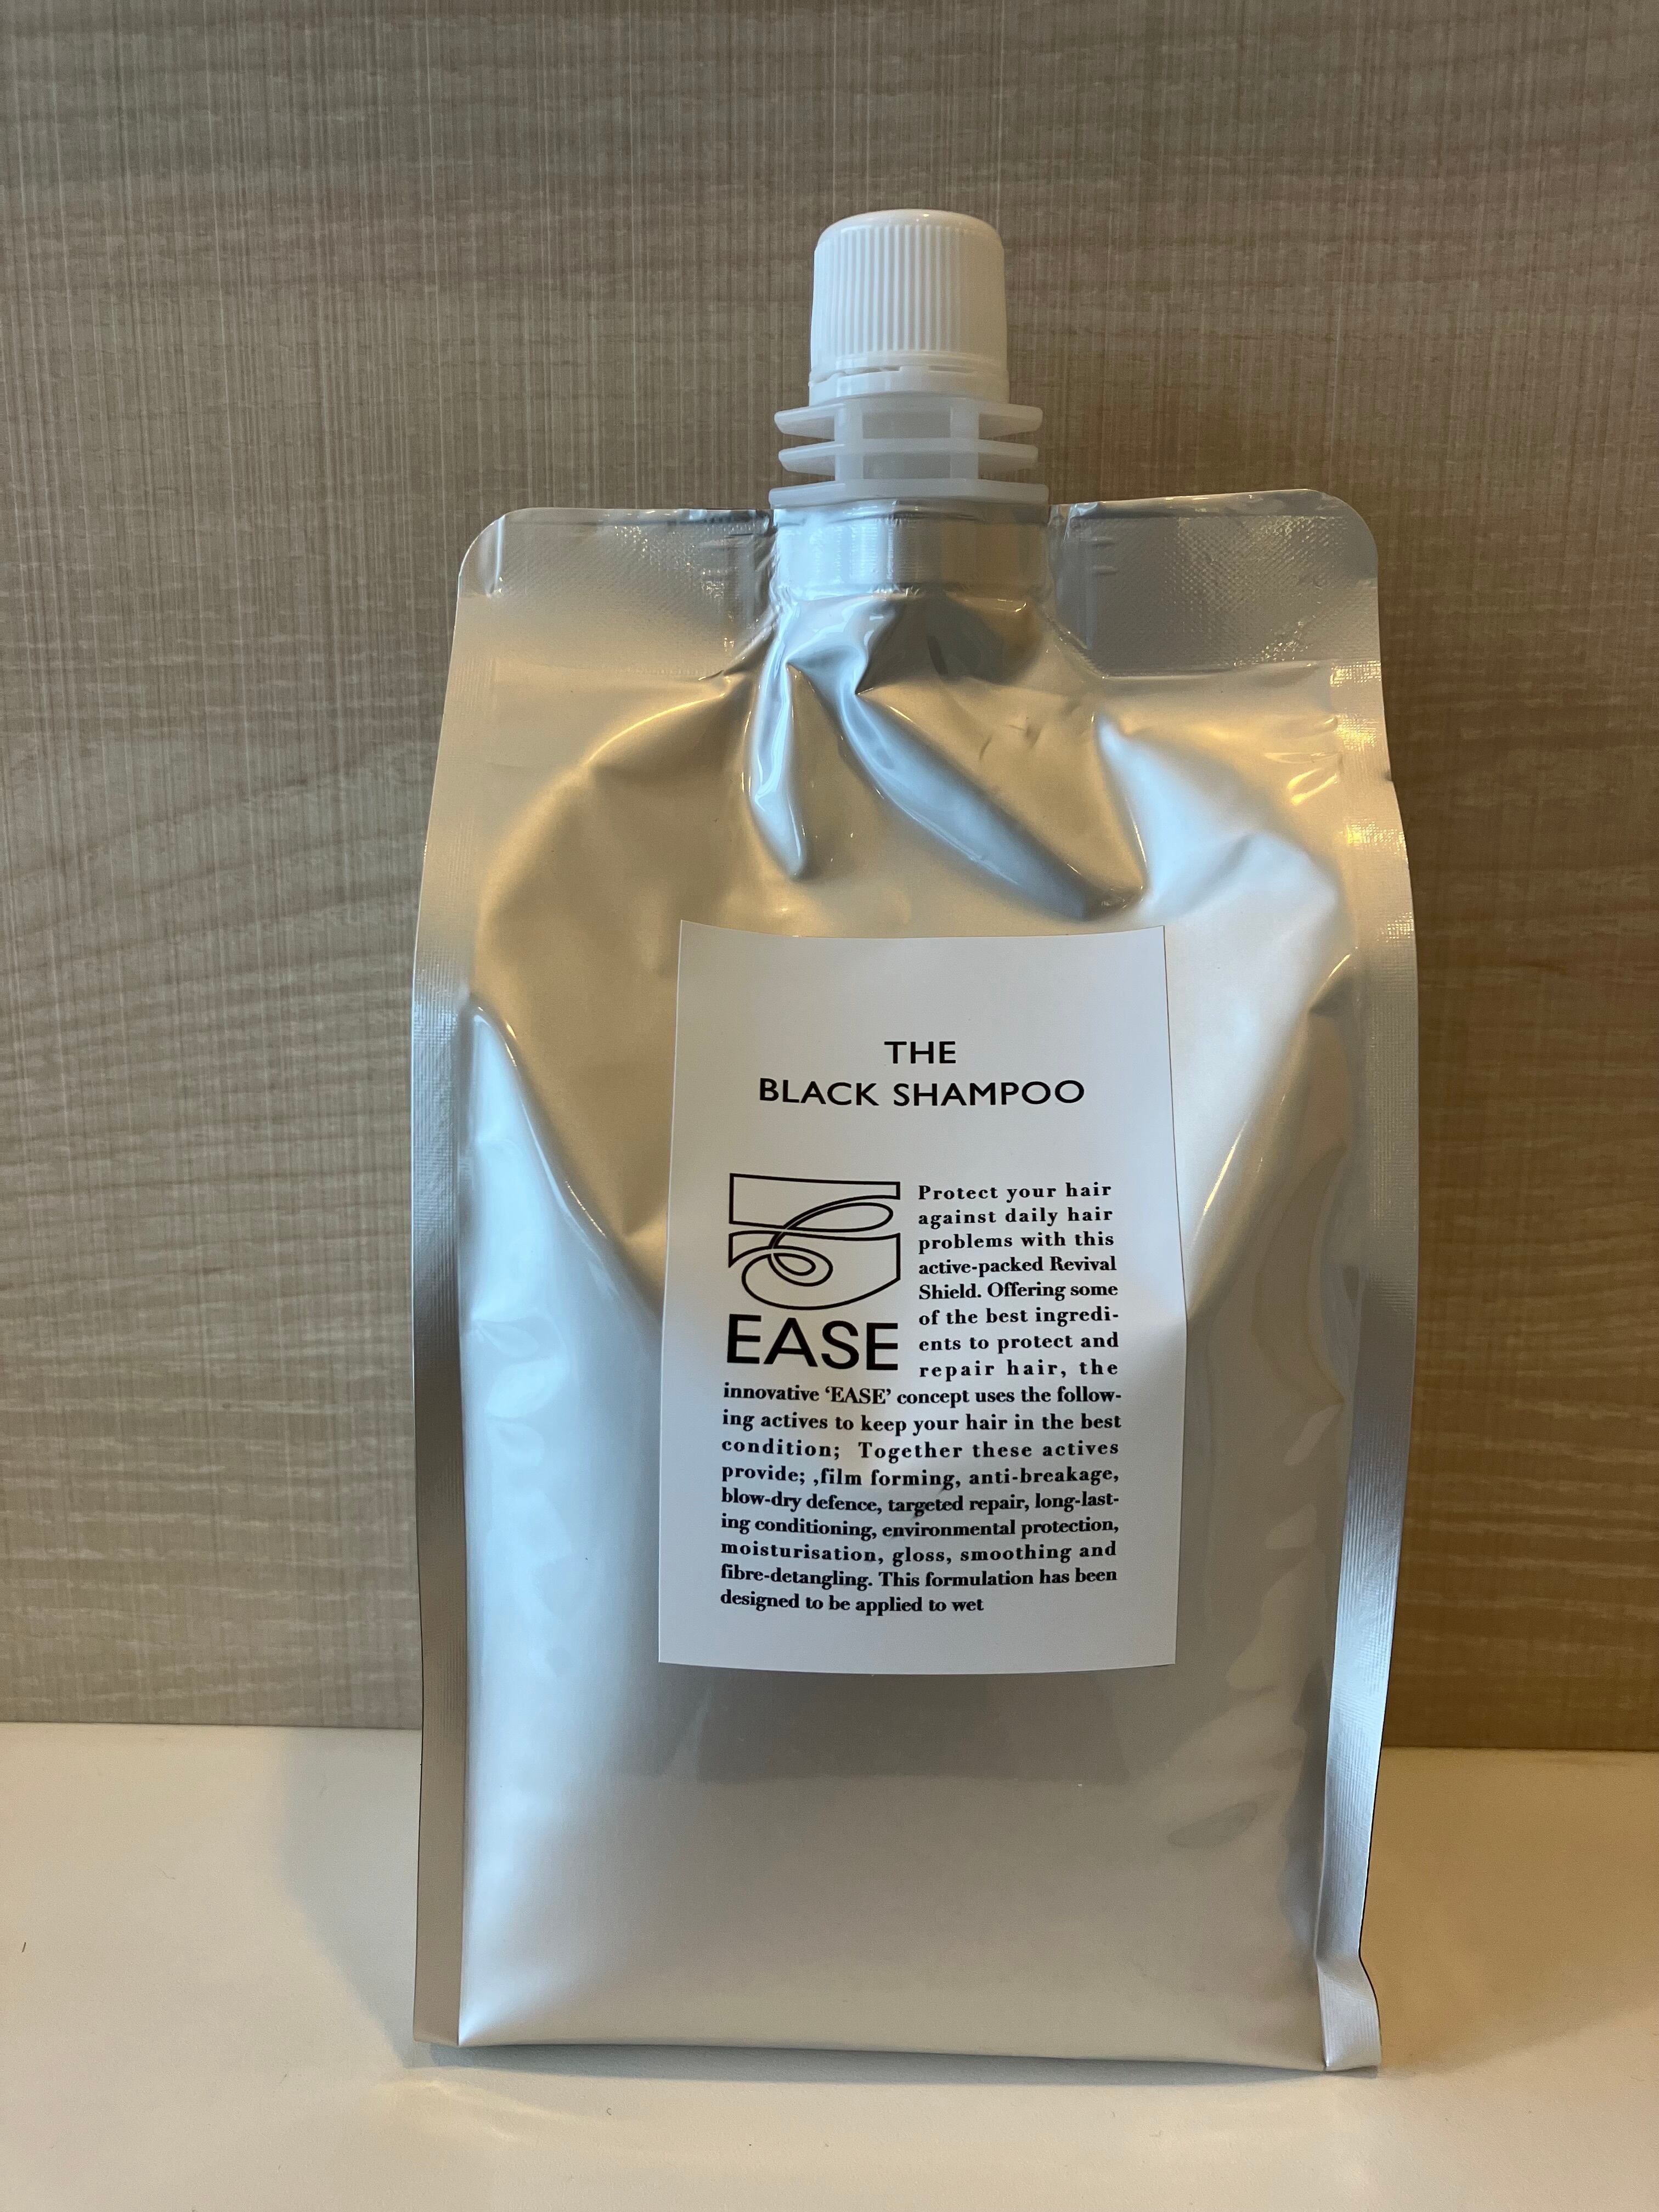 THE
BLACK SHAMPOO
EASE
Protect your hair
against daily hair
problems with this
active-packed Revival
Shield. Offering some
of the best ingredi-
ents to protect and
repair hair, the
innovative ‘EASE’ concept uses the follow-
ing actives to keep your hair in the best
condition; Together these actives
provide; ,film forming, anti-breakage,
blow-dry defence, targeted repair, long-last-
ing conditioning, environmental protection,
moisturisation, gloss, smoothing and
fibre-detangling. This formulation has been
designed to be applied to wet